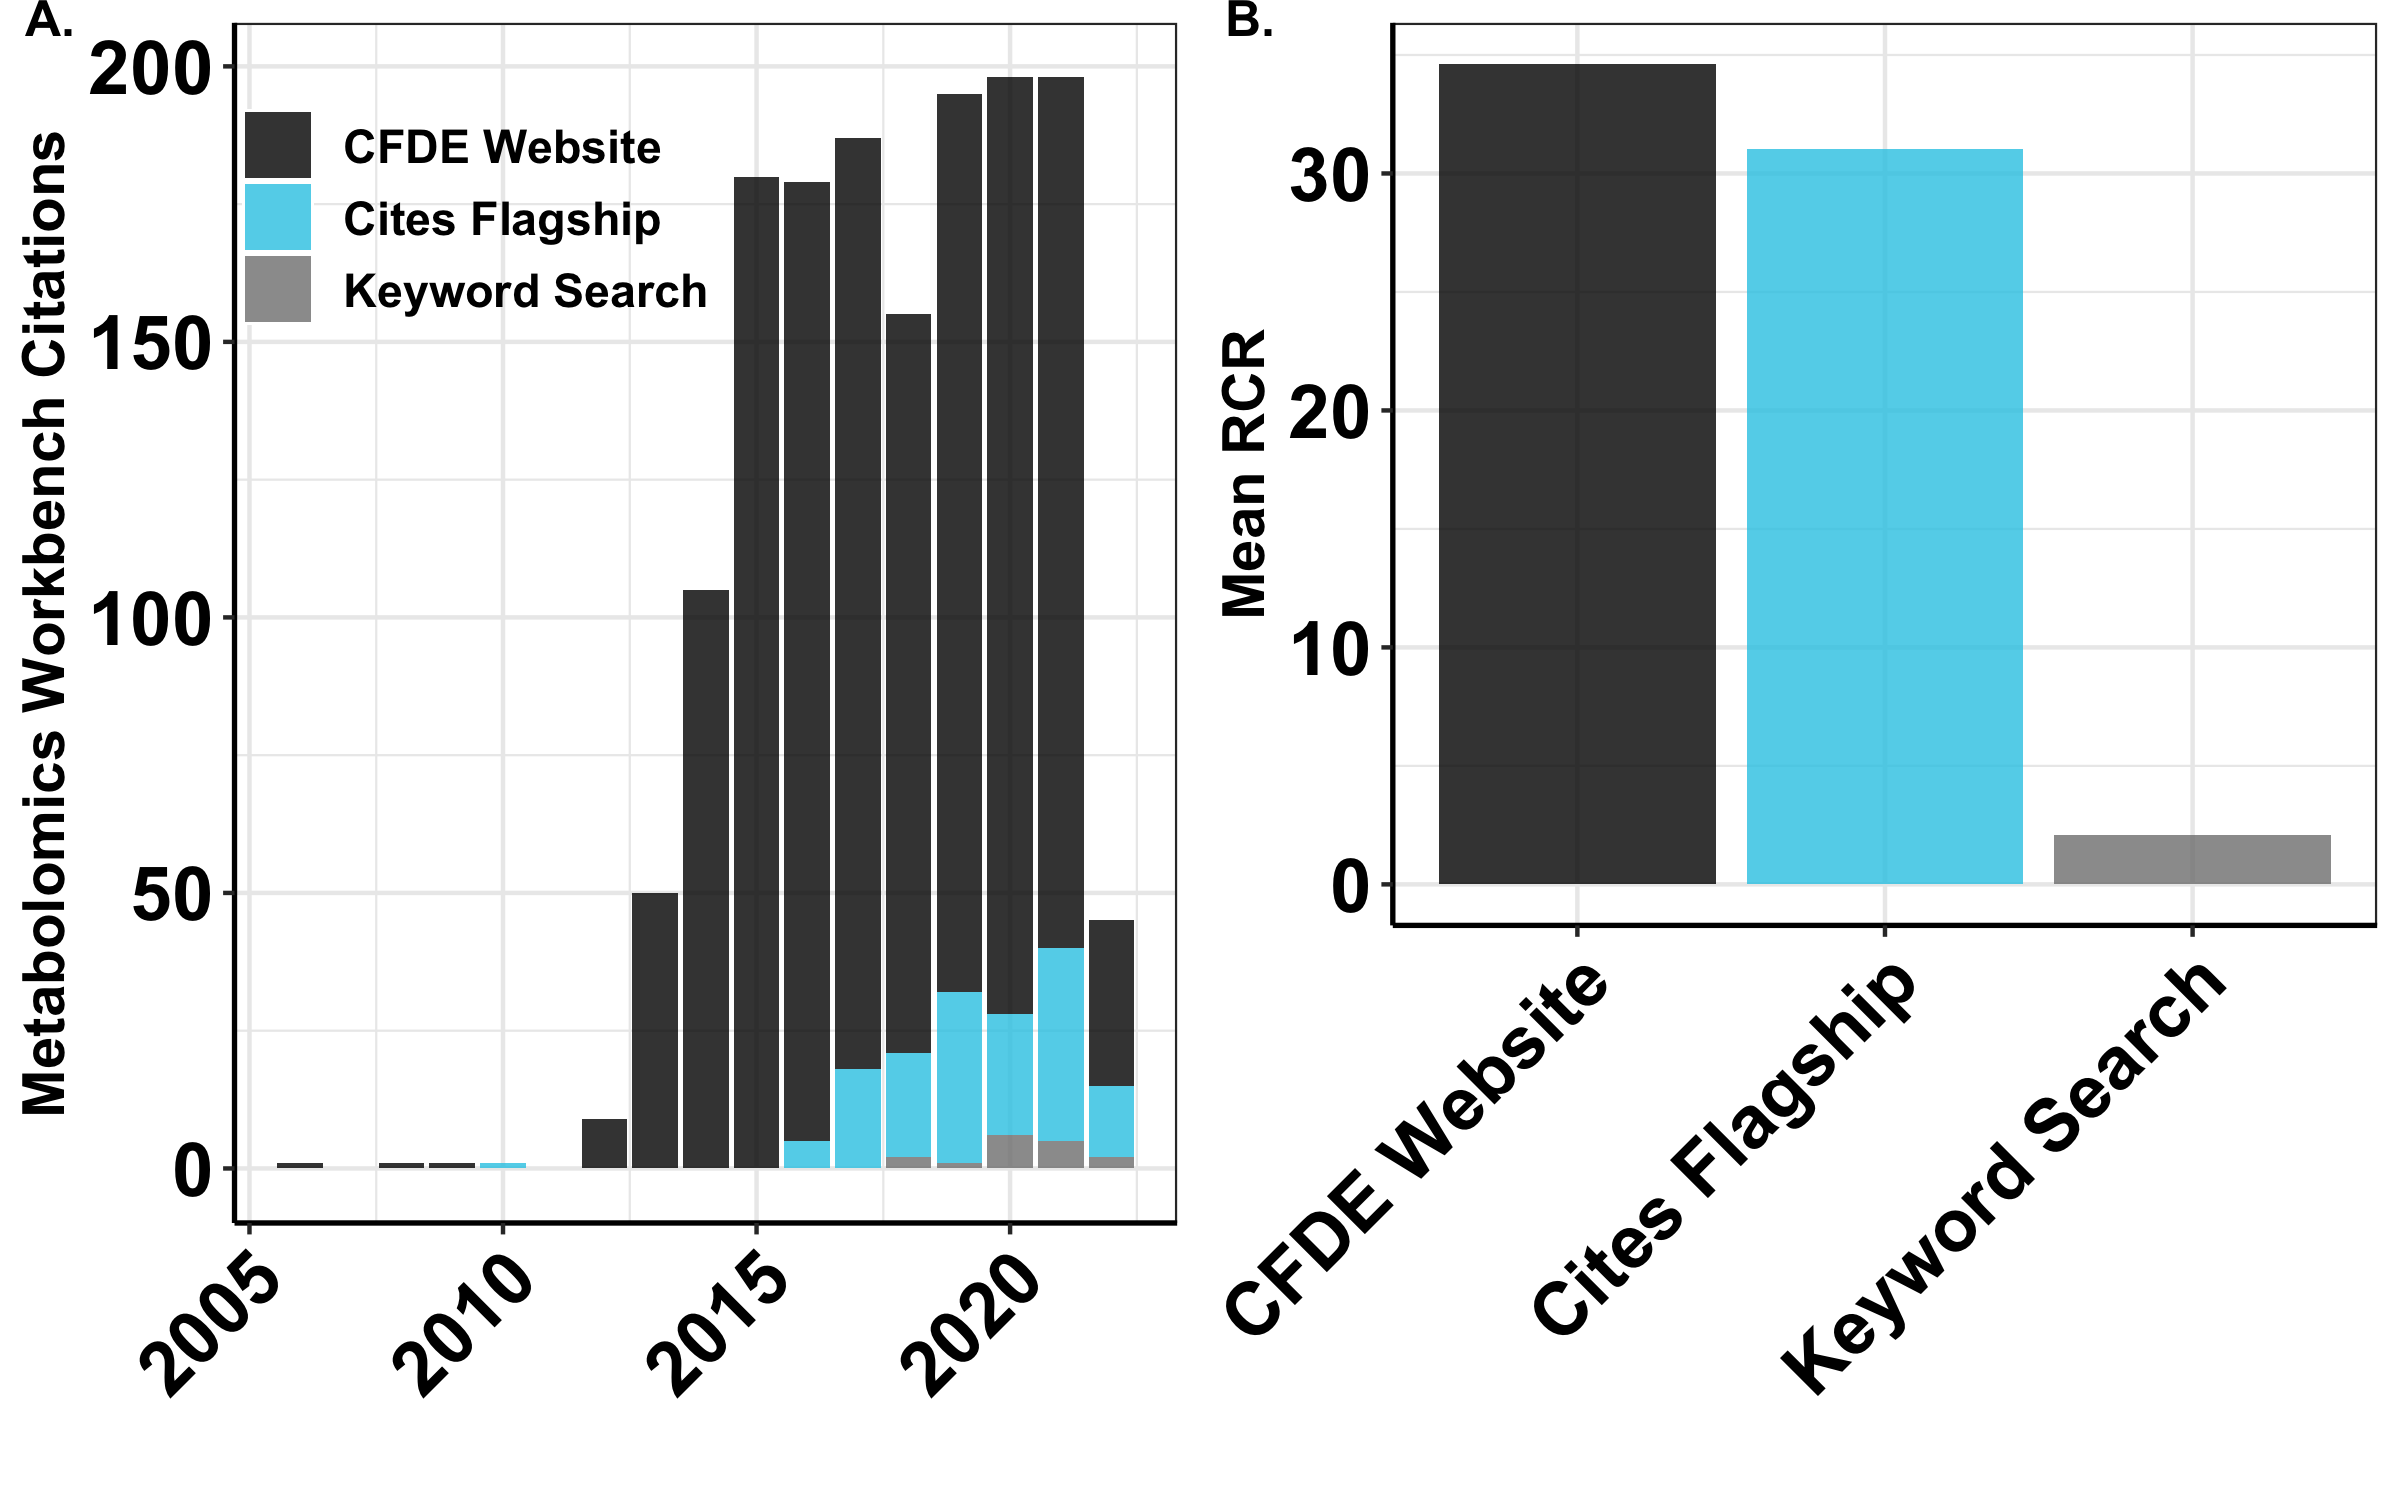 A.
Metabolomics Workbench Citations
200
150
100
50
0
CFDE Website
Cites Flagship
Keyword Search
2005
2010
2015
2020
B.
Mean RCR
30
20
10
0
CFDE Website
Cites Flagship
Keyword Search